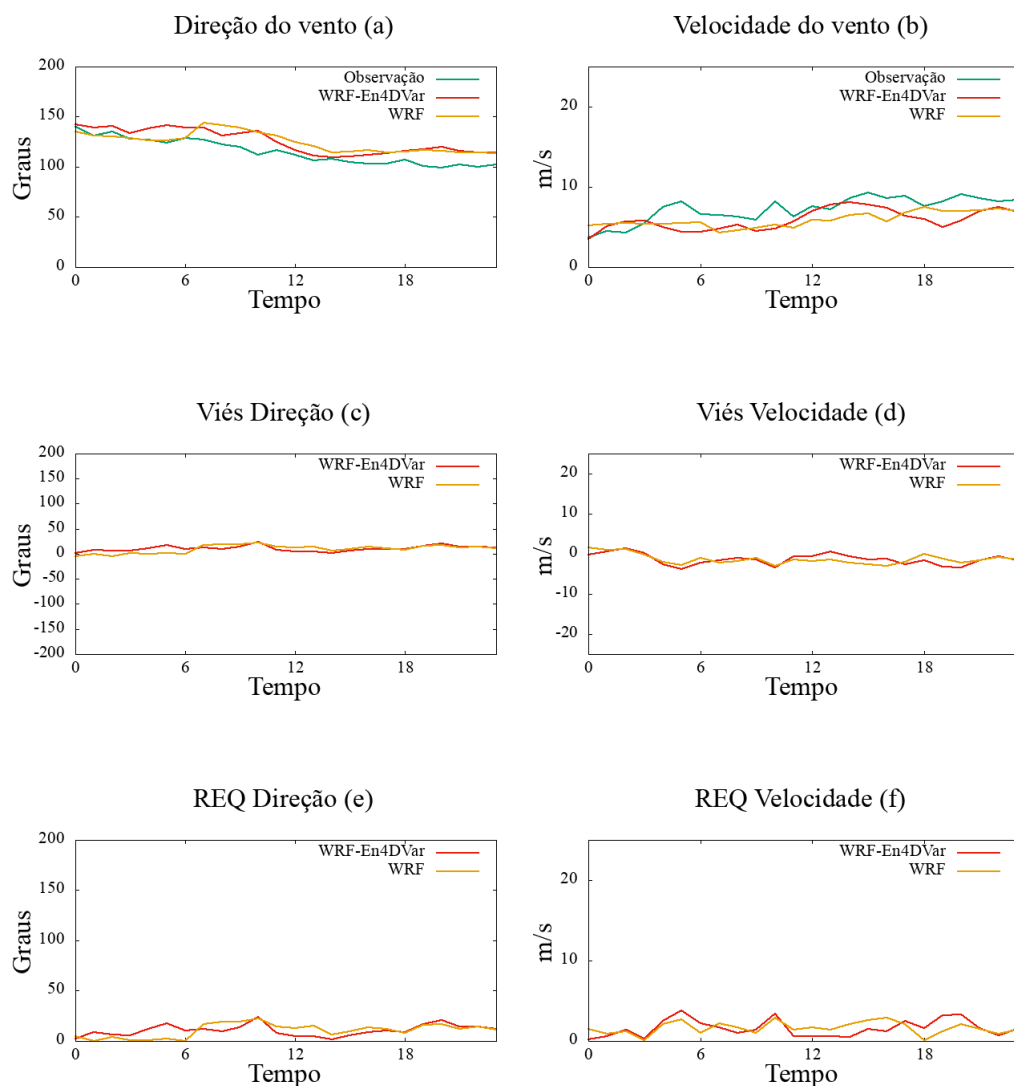 Direção do vento (a)
200
150
100
50
0
Graus
Observação
WRF-En4DVar
WRF
0
6
12
18
Tempo
Velocidade do vento (b)
20
10
0
m/s
Observação
WRF-En4DVar
WRF
0
6
12
18
Tempo
Viés Direção (c)
200
150
100
50
0
-50
-100
-150
-200
Graus
WRF-En4DVar
WRF
0
6
12
18
Tempo
Viés Velocidade (d)
20
10
0
-10
-20
m/s
WRF-En4DVar
WRF
0
6
12
18
Tempo
REQ Direção (e)
200
150
100
50
0
Graus
WRF-En4DVar
WRF
0
6
12
18
Tempo
REQ Velocidade (f)
20
10
0
m/s
WRF-En4DVar
WRF
0
6
12
18
Tempo